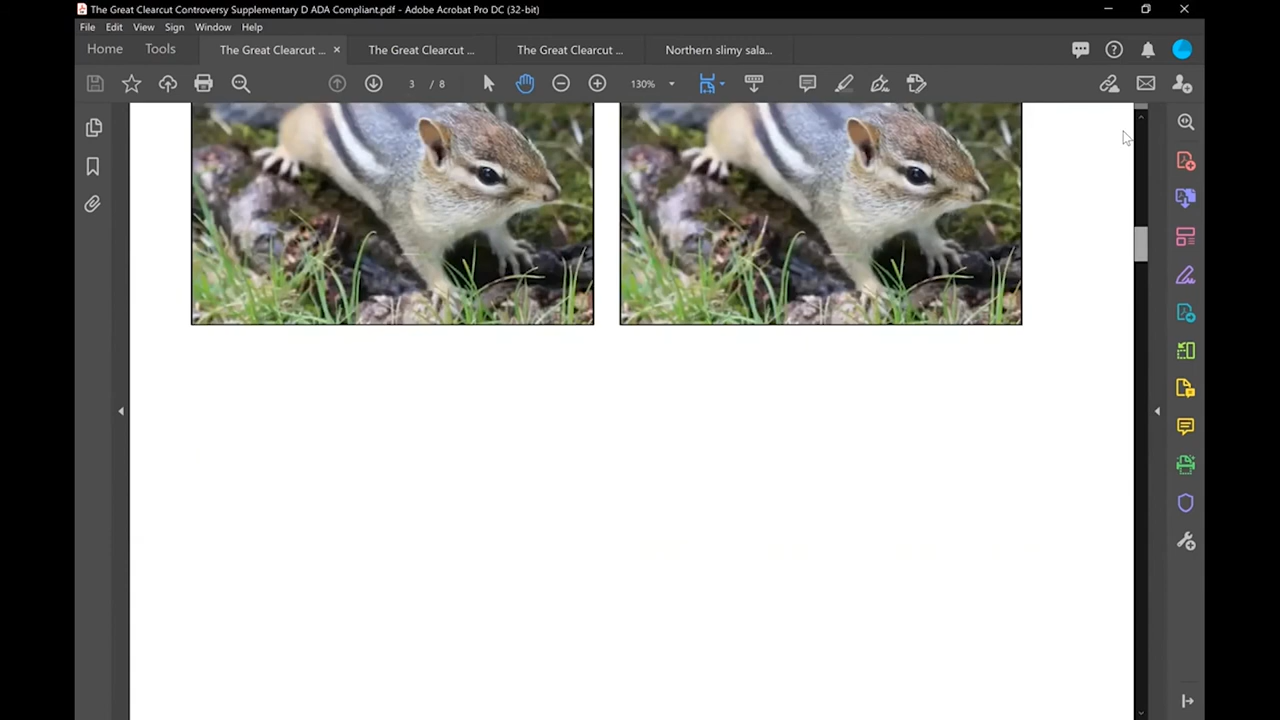 The Great Clearcut Controversy Supplementary D ADA Compliant.pdf - Adobe Acrobat Pro DC (32-bit)
File Edit View Sign Window Help
Home Tools The Great Clearcut ... × The Great Clearcut ... The Great Clearcut ... Northern slimy sala...
3 / 8 130%